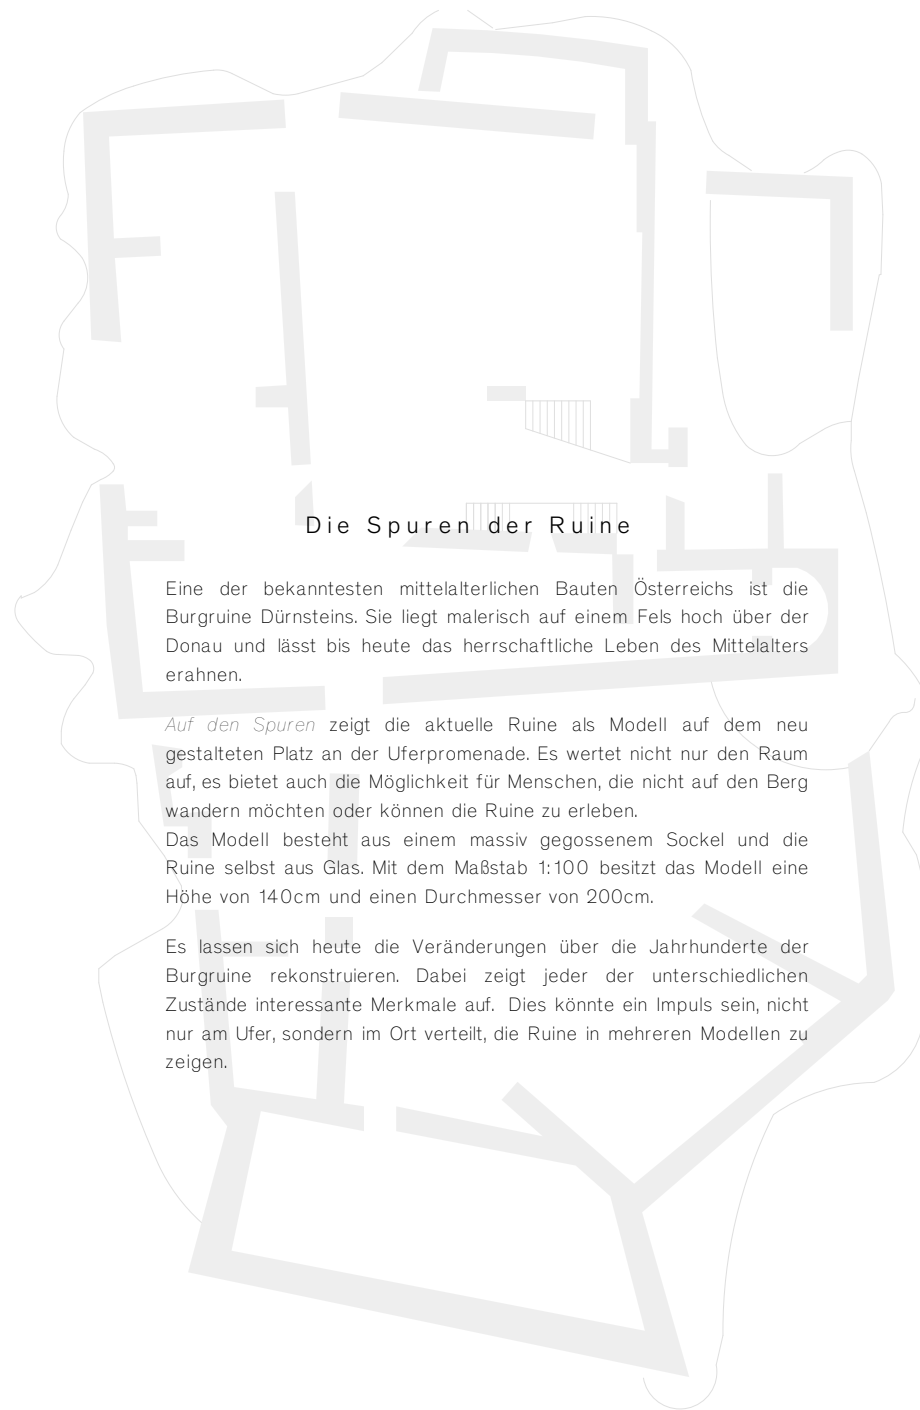 Die Spuren der Ruine
Eine der bekanntesten mittelalterlichen Bauten Österreichs ist die
Burgruine Dürnsteins. Sie liegt malerisch auf einem Fels hoch über der
Donau und lässt bis heute das herrschaftliche Leben des Mittelalters
erahnen.
Auf den Spuren zeigt die aktuelle Ruine als Modell auf dem neu
gestalteten Platz an der Uferpromenade. Es wertet nicht nur den Raum
auf, es bietet auch die Möglichkeit für Menschen, die nicht auf den Berg
wandern möchten oder können die Ruine zu erleben.
Das Modell besteht aus einem massiv gegossenem Sockel und die
Ruine selbst aus Glas. Mit dem Maßstab 1:100 besitzt das Modell eine
Höhe von 140cm und einen Durchmesser von 200cm.
Es lassen sich heute die Veränderungen über die Jahrhunderte der
Burgruine rekonstruieren. Dabei zeigt jeder der unterschiedlichen
Zustände interessante Merkmale auf. Dies könnte ein Impuls sein, nicht
nur am Ufer, sondern im Ort verteilt, die Ruine in mehreren Modellen zu
zeigen.